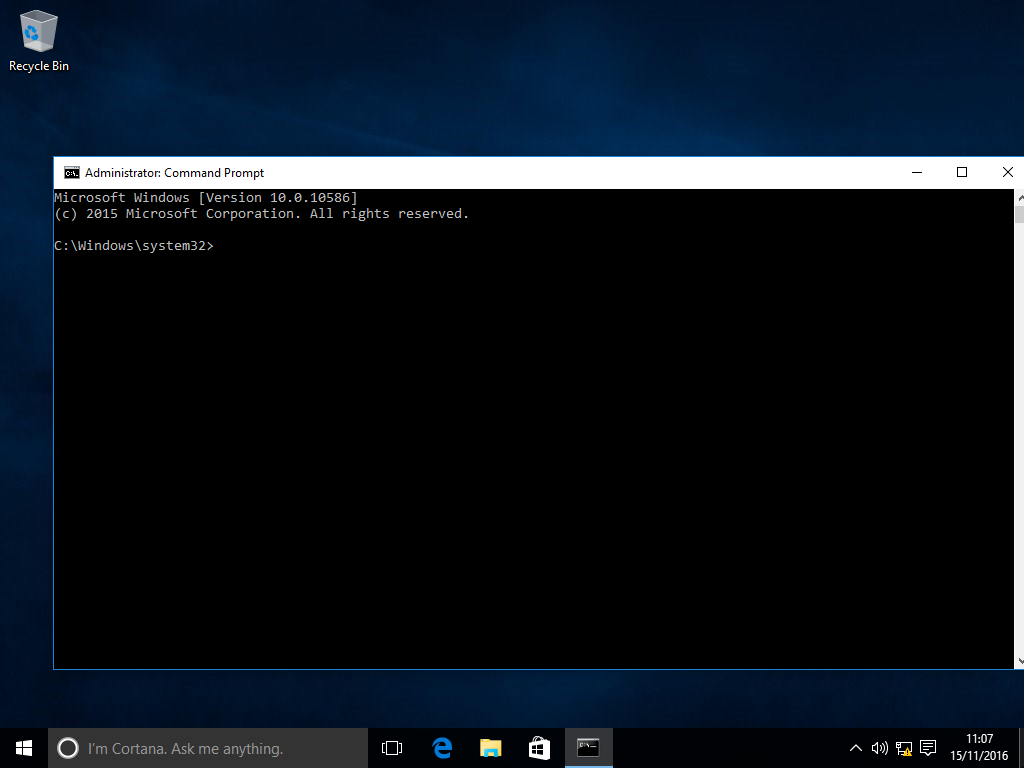 Recycle Bin
Administrator: Command Prompt
Microsoft Windows [Version 10.0.10586]
(c) 2015 Microsoft Corporation. All rights reserved.
C:\Windows\system32>
I'm Cortana. Ask me anything.
11:07
15/11/2016